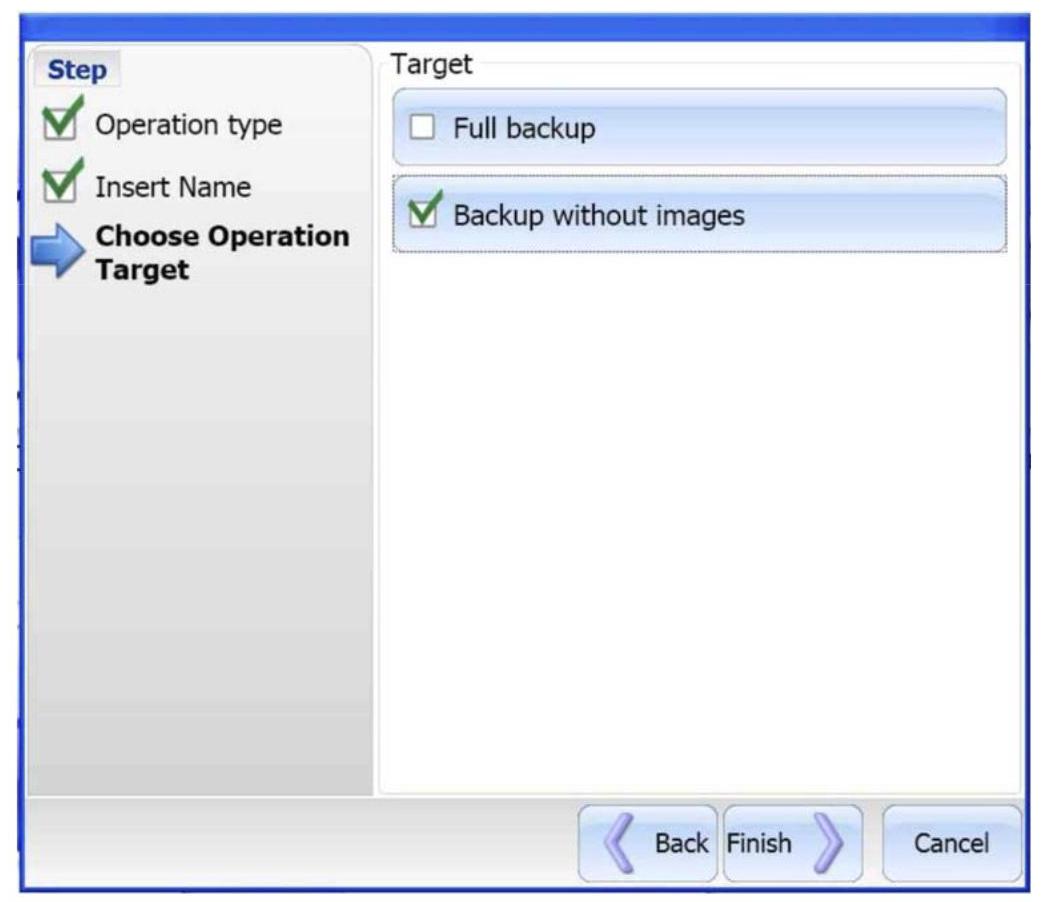 Step
Operation type
Insert Name
Choose Operation
Target
Target
Full backup
Backup without images
Back
Finish
Cancel